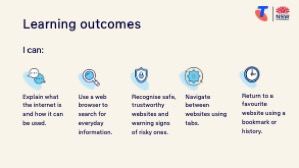 Learning outcomes
I can:
Explain what
the internet is
and how it can
be used.
Use a web
browser to
search for
everyday
information.
Recognise safe,
trustworthy
websites and
warning signs
of risky ones.
Navigate
between
websites using
tabs.
Return to a
favourite
website using a
bookmark or
history.